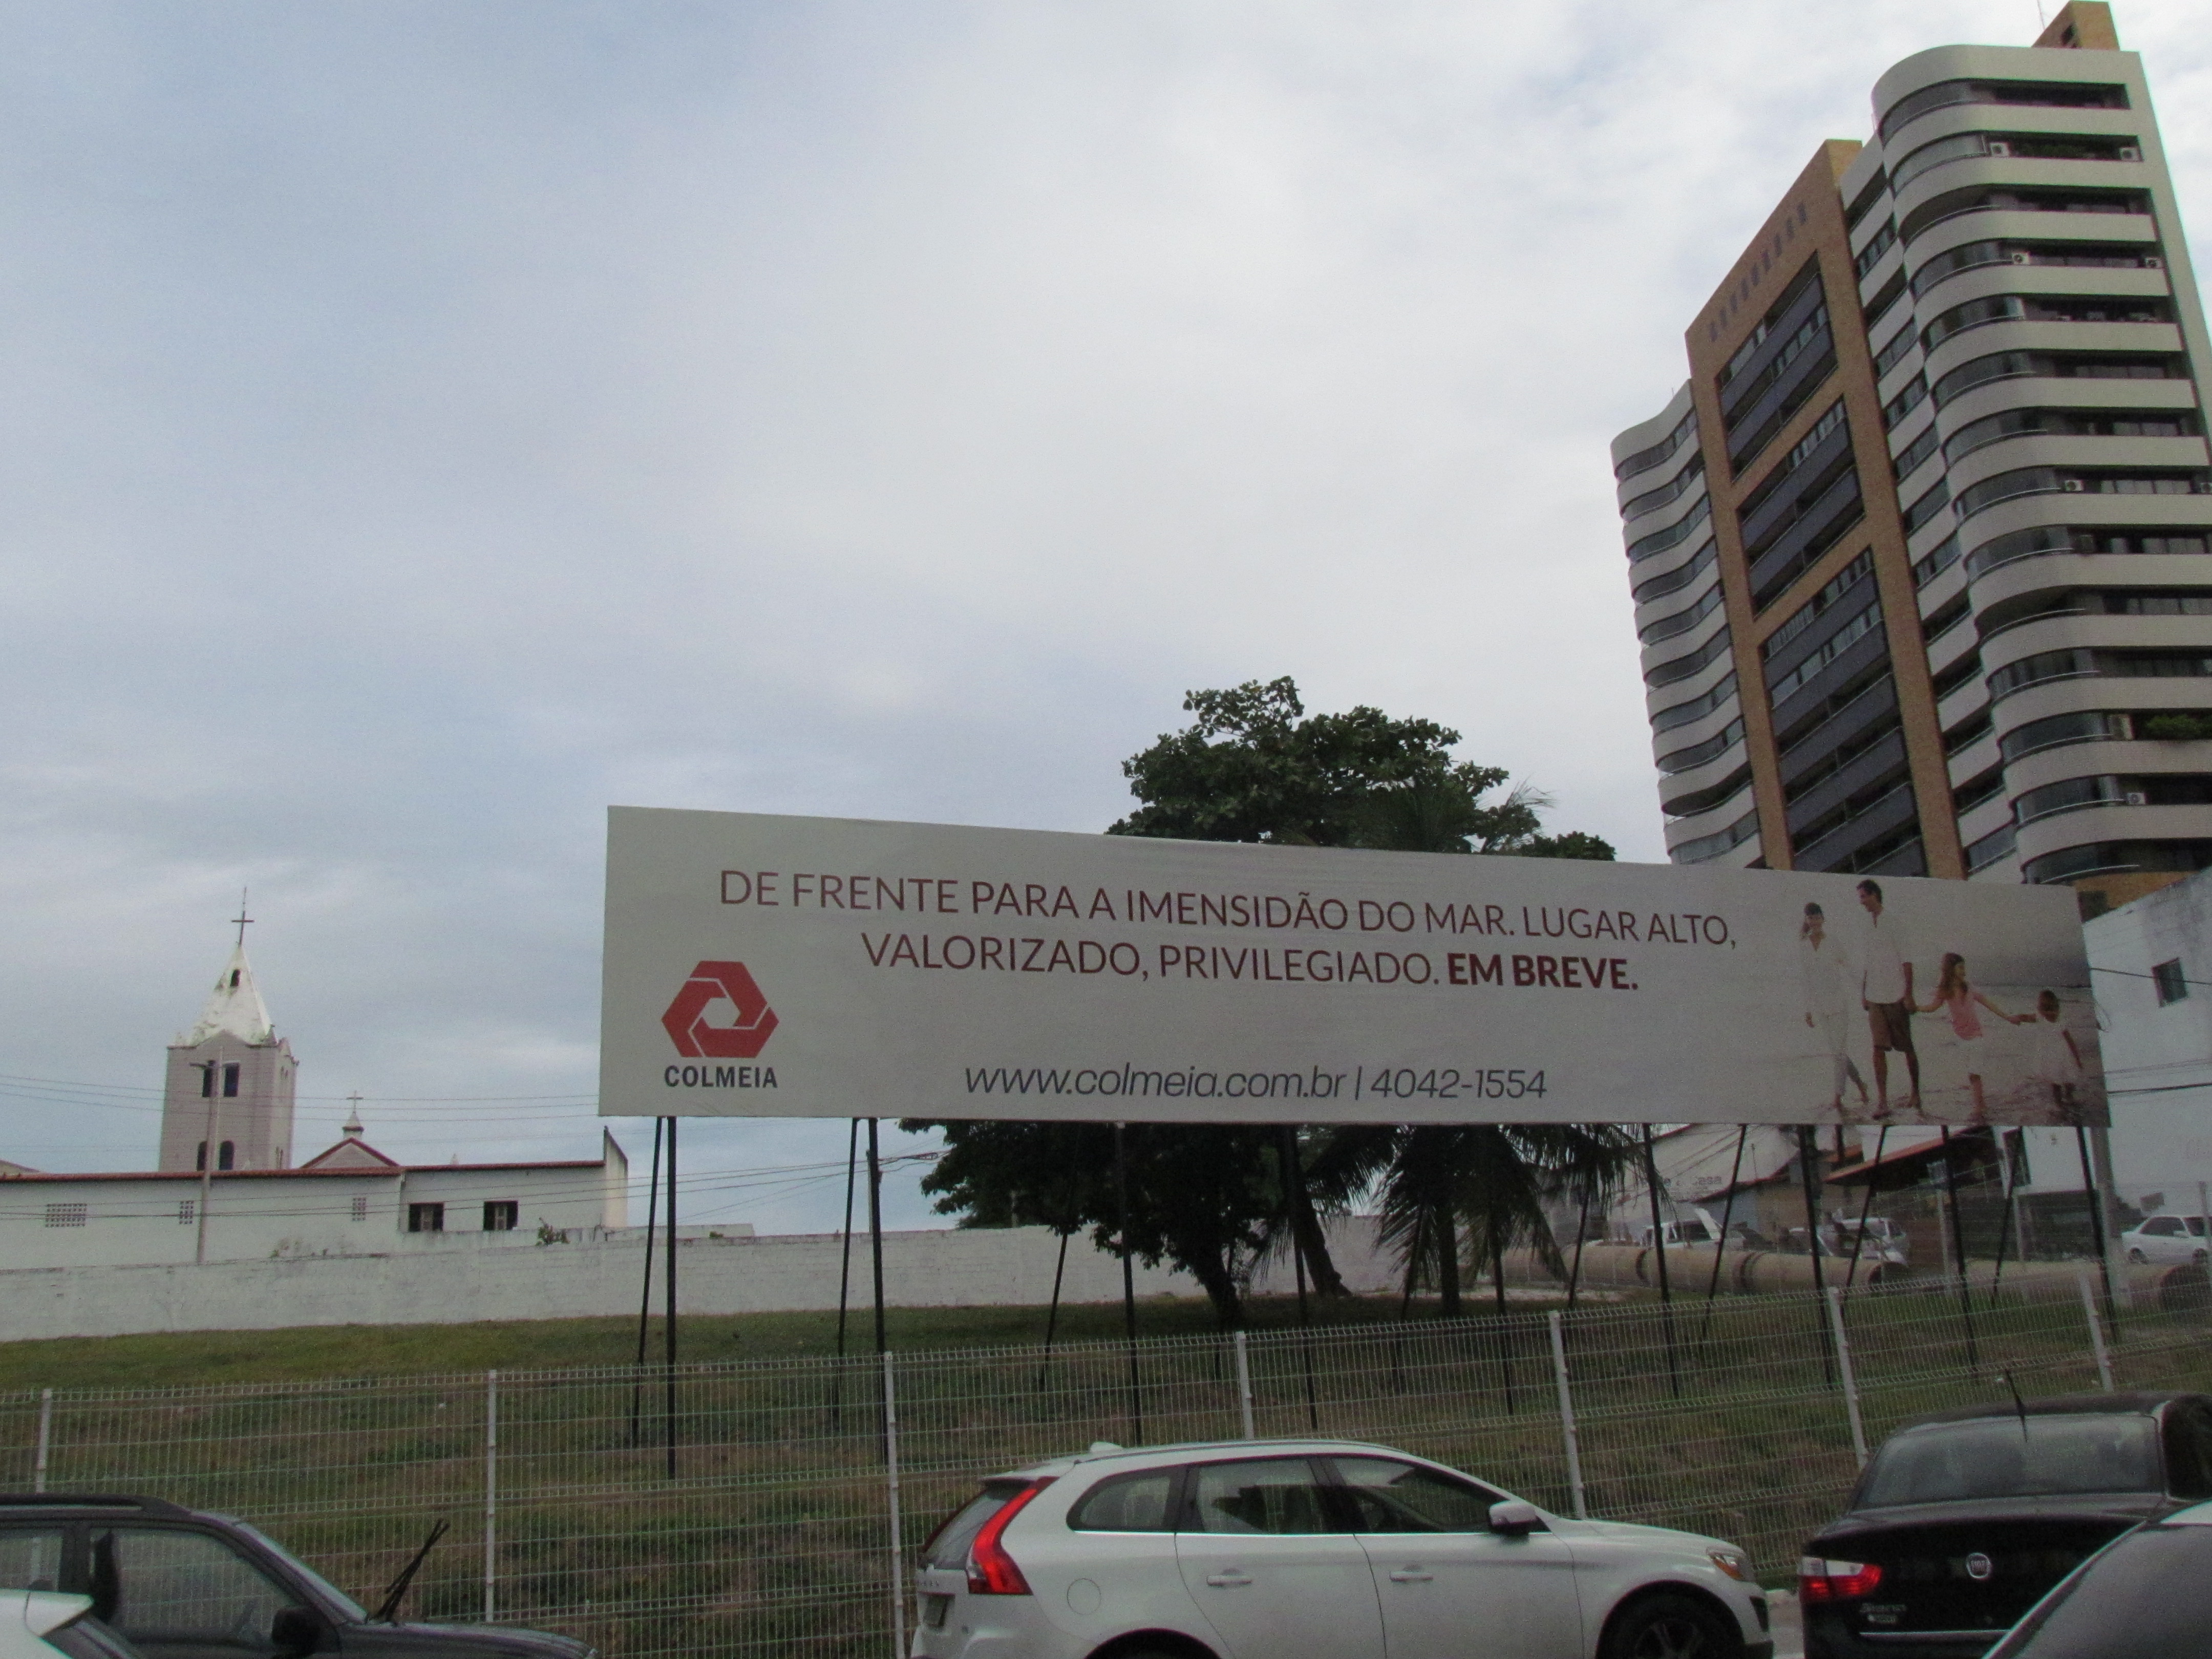 DE FRENTE PARA A IMENSIDÃO DO MAR. LUGAR ALTO,
VALORIZADO, PRIVILEGIADO. EM BREVE.
COLMEIA
www.colmeia.com.br | 4042-1554